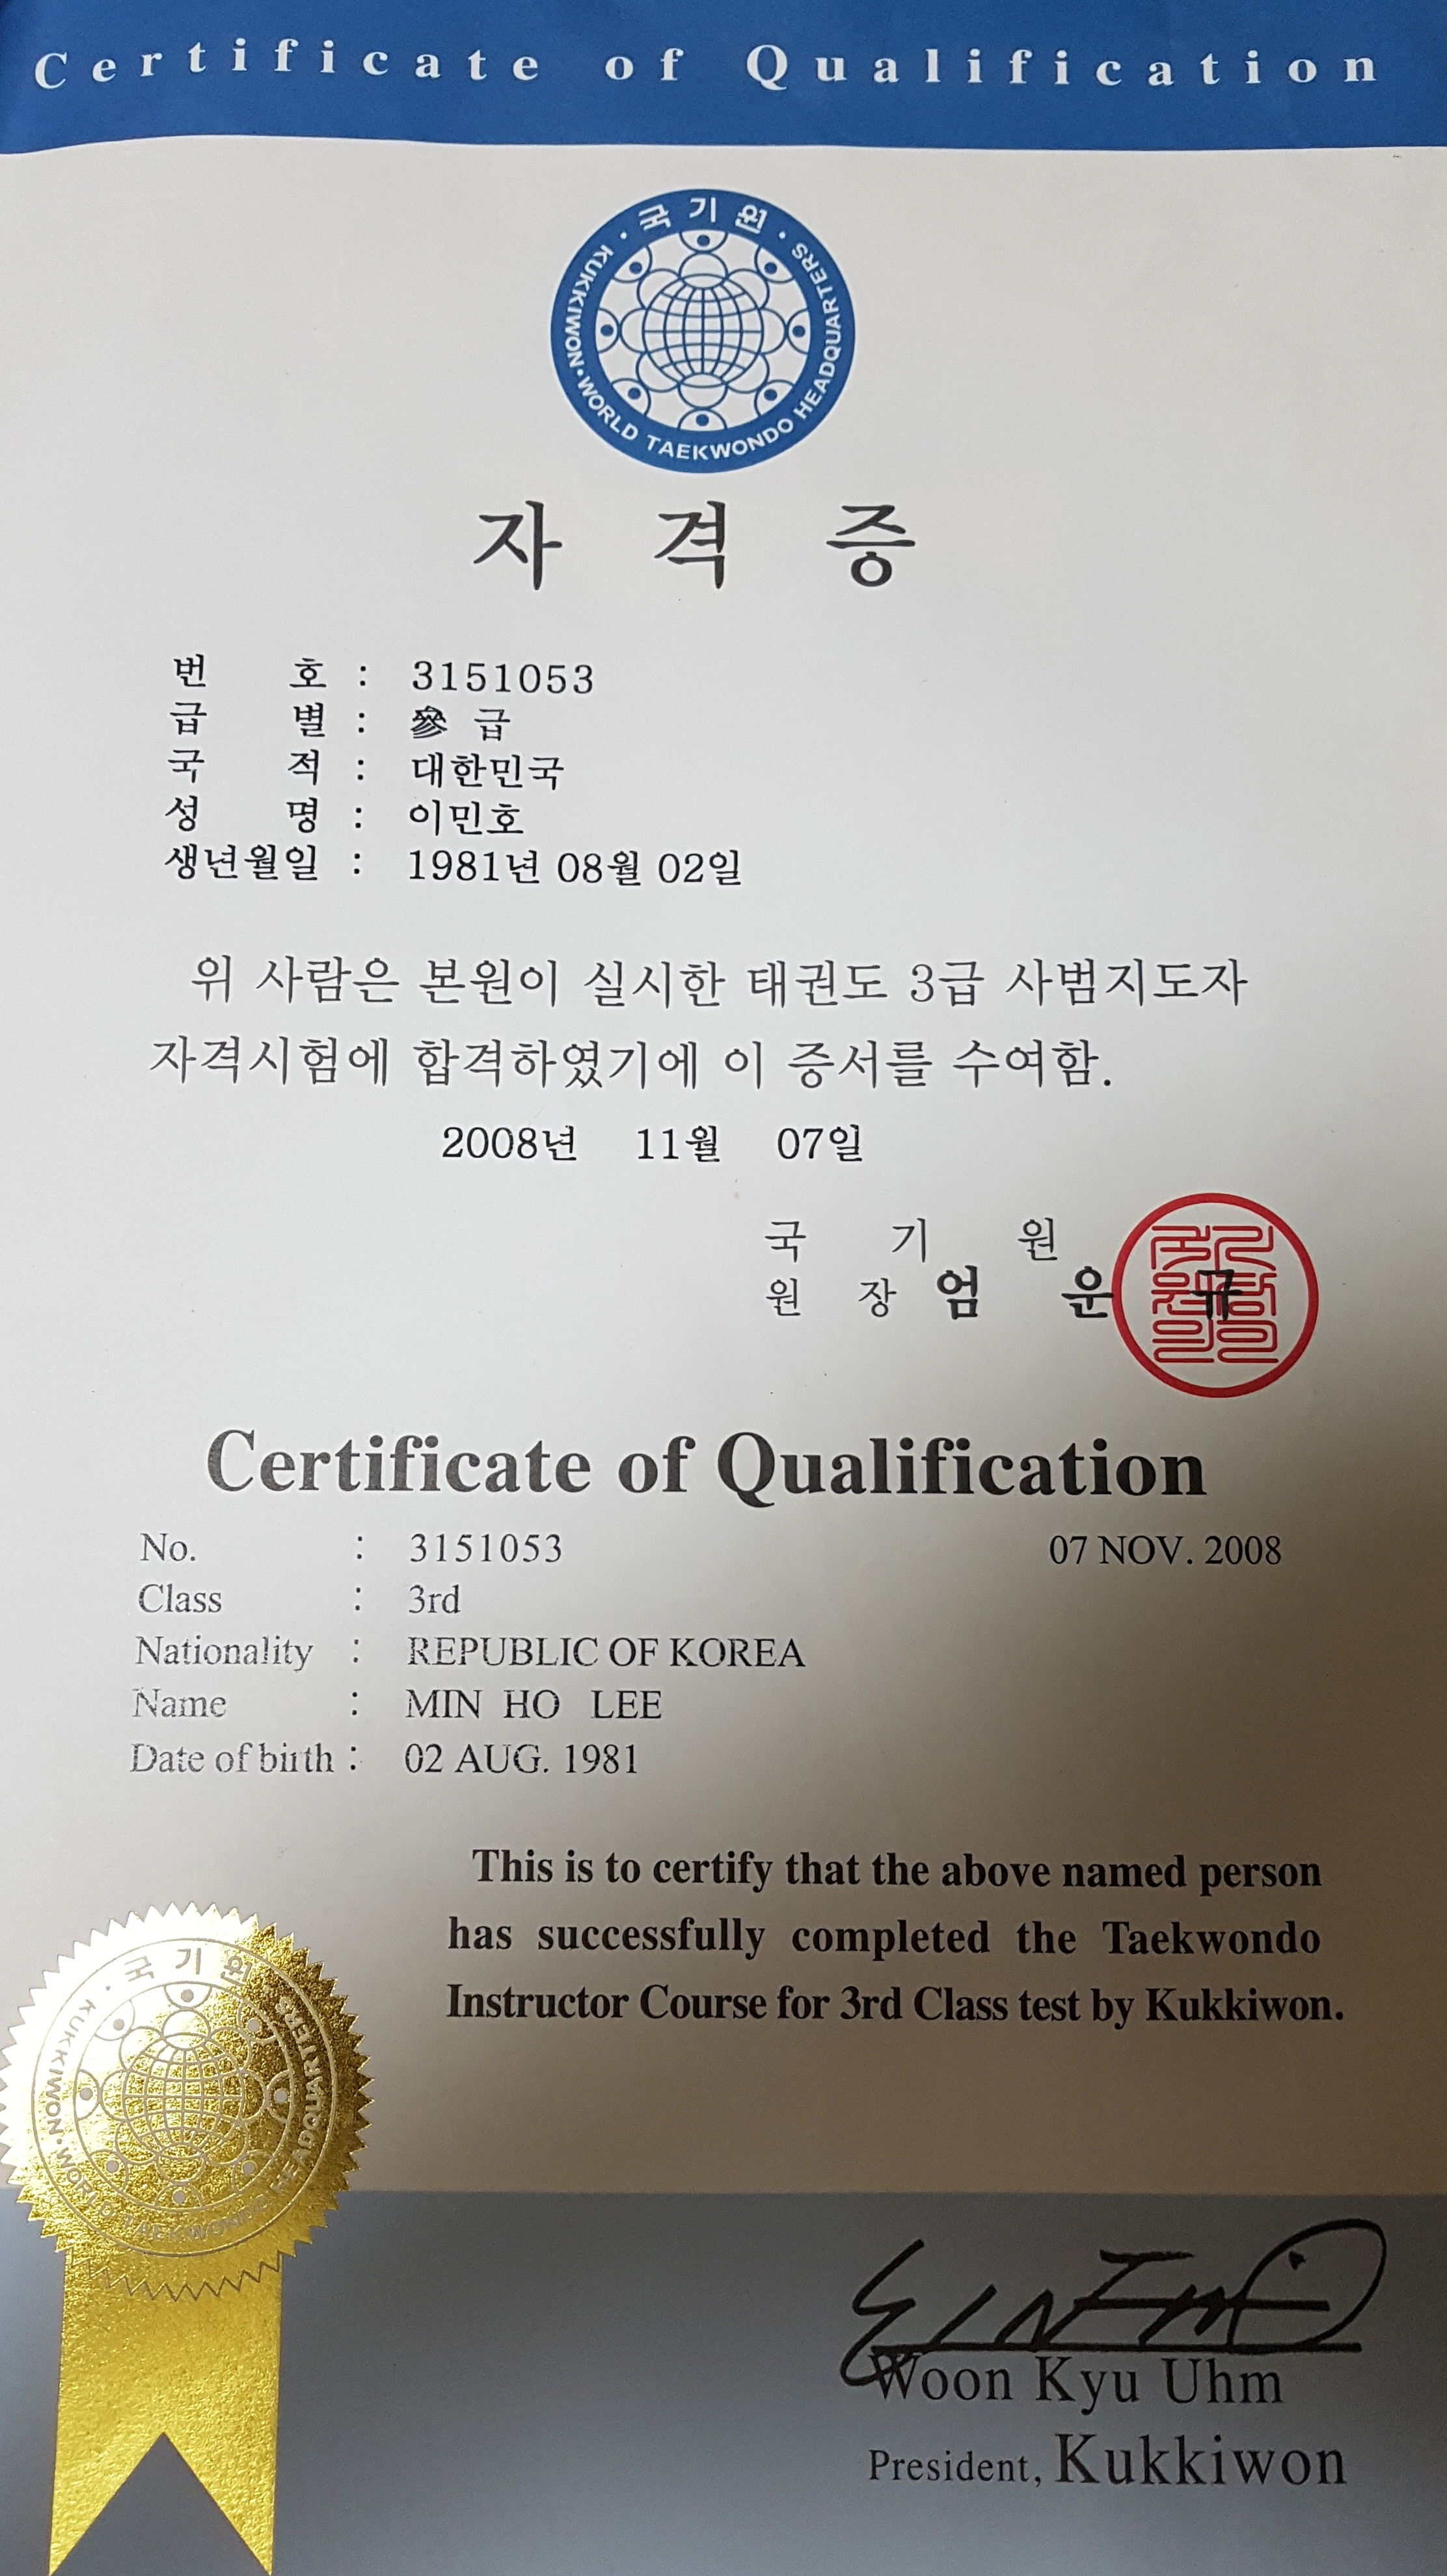 Certificate of Qualification
· 국기원 ·
KUKKIWON·WORLD TAEKWONDO HEADQUARTERS
자 격 증
번 호 : 3151053
급 별 : 參 급
국 적 : 대한민국
성 명 : 이민호
생년월일 : 1981년 08월 02일
위 사람은 본원이 실시한 태권도 3급 사범지도자
자격시험에 합격하였기에 이 증서를 수여함.
2008년 11월 07일
국 기 원
원 장 엄 운 규
Certificate of Qualification
No. : 3151053 07 NOV. 2008
Class : 3rd
Nationality : REPUBLIC OF KOREA
Name : MIN HO LEE
Date of birth : 02 AUG. 1981
This is to certify that the above named person
has successfully completed the Taekwondo
Instructor Course for 3rd Class test by Kukkiwon.
· 국기원
KUKKIWON·WORLD TAEKWONDO HEADQUARTERS
Woon Kyu Uhm
President, Kukkiwon